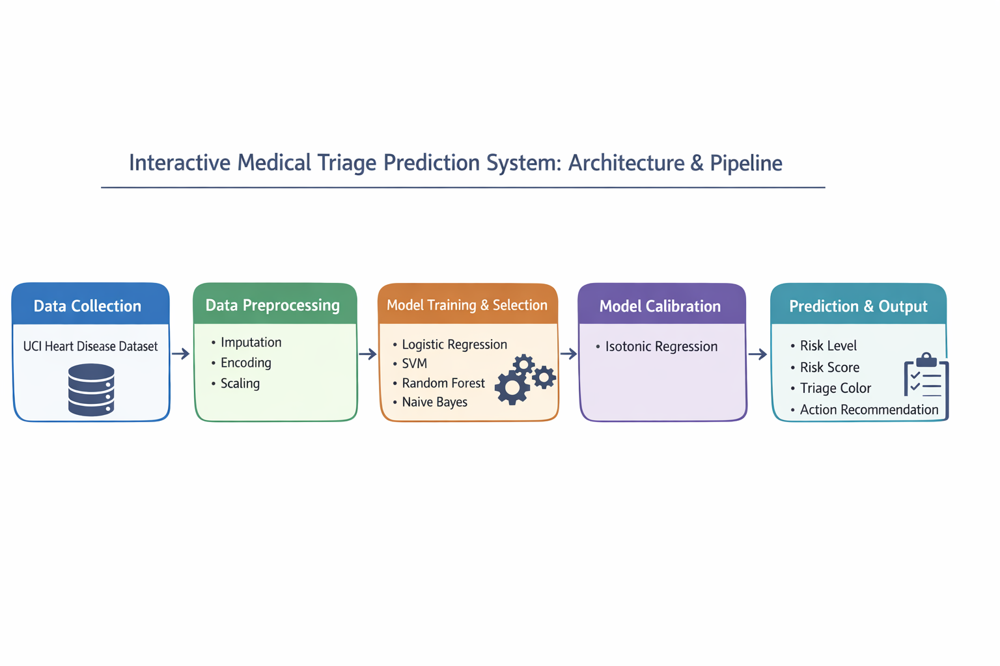 Interactive Medical Triage Prediction System: Architecture & Pipeline
Data Collection
UCI Heart Disease Dataset
Data Preprocessing
• Imputation
• Encoding
• Scaling
Model Training & Selection
• Logistic Regression
• SVM
• Random Forest
• Naive Bayes
Model Calibration
• Isotonic Regression
Prediction & Output
• Risk Level
• Risk Score
• Triage Color
• Action Recommendation